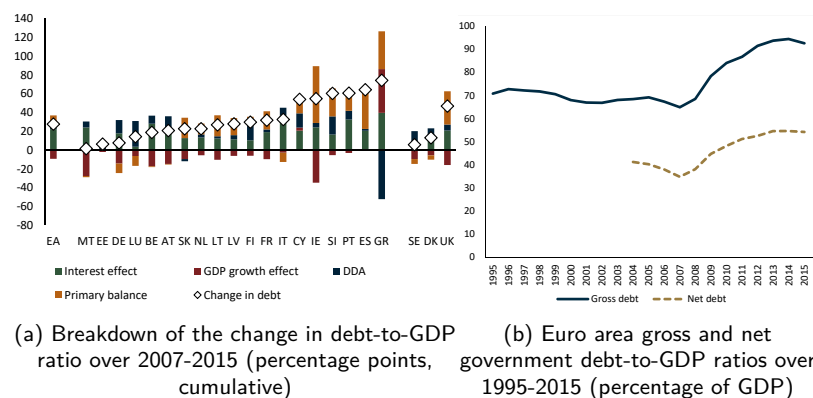 140
120
100
80
60
40
20
0
-20
-40
-60
-80
EA MT EE DE LU BE AT SK NL LT LV FI FR IT CY IE SI PT ES GR SE DK UK
Interest effect GDP growth effect DDA
Primary balance Change in debt
(a) Breakdown of the change in debt-to-GDP
ratio over 2007-2015 (percentage points,
cumulative)
100
90
80
70
60
50
40
30
20
10
0
1995 1996 1997 1998 1999 2000 2001 2002 2003 2004 2005 2006 2007 2008 2009 2010 2011 2012 2013 2014 2015
Gross debt Net debt
(b) Euro area gross and net
government debt-to-GDP ratios over
1995-2015 (percentage of GDP)